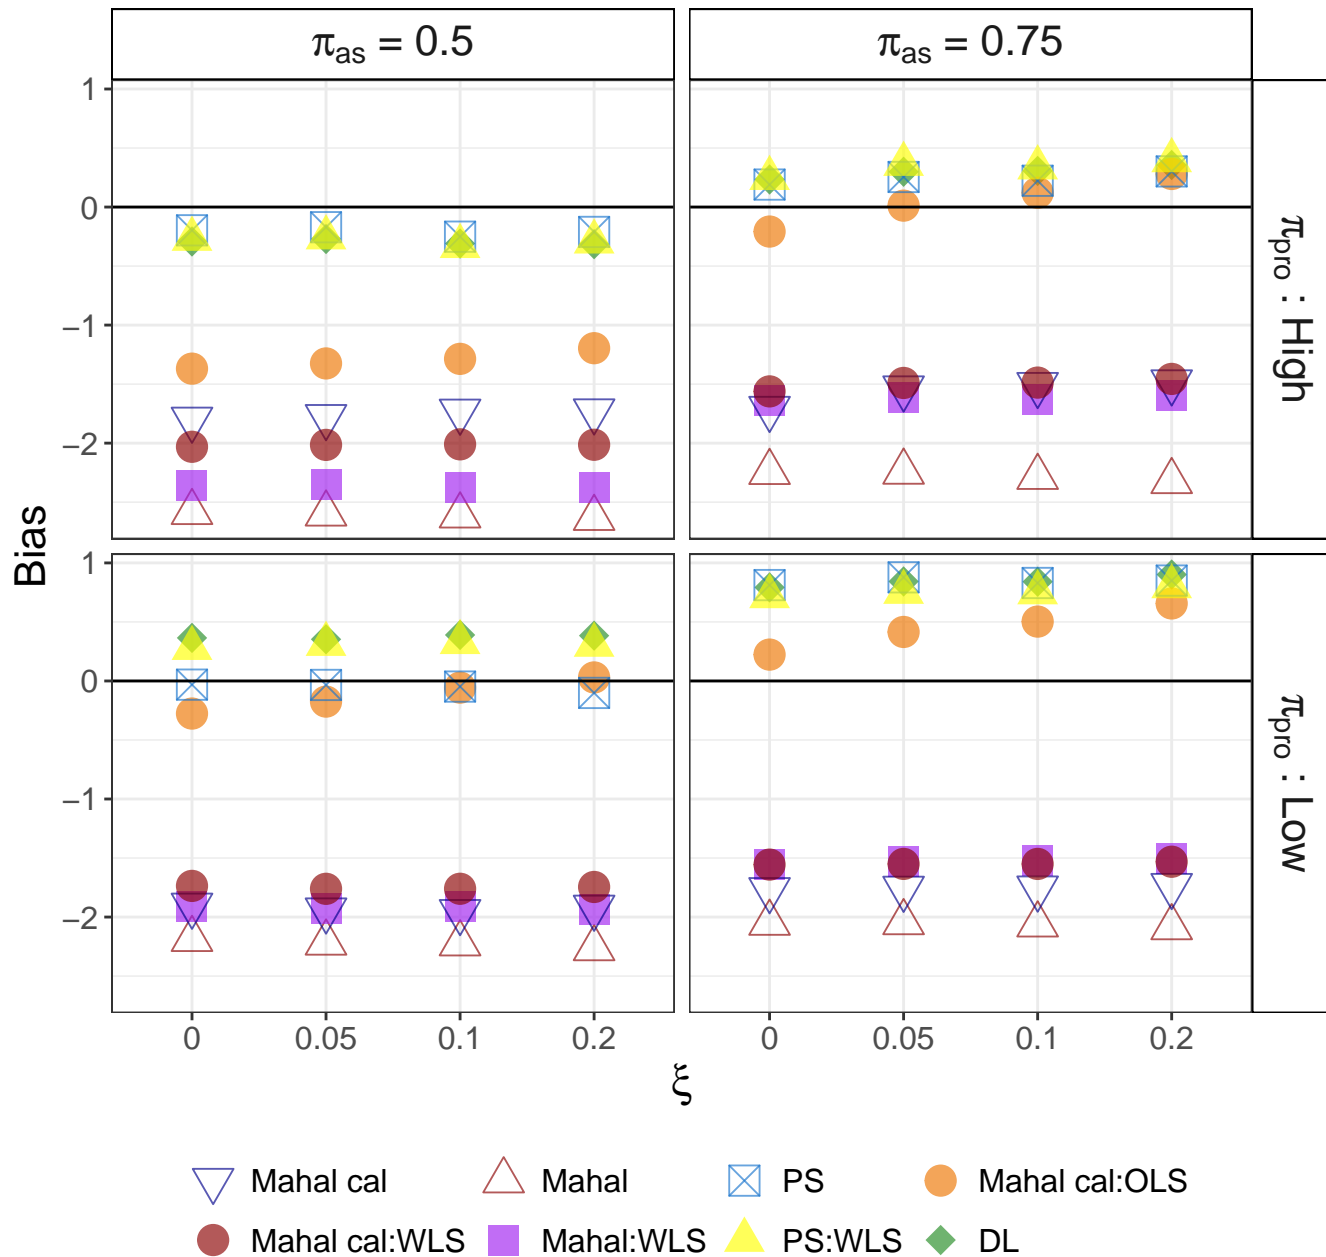 π_as = 0.5 π_as = 0.75
1
0
−1
−2
π_pro : High
1
0
−1
−2
π_pro : Low
Bias
0 0.05 0.1 0.2 0 0.05 0.1 0.2
ξ
Mahal cal Mahal PS Mahal cal:OLS
Mahal cal:WLS Mahal:WLS PS:WLS DL